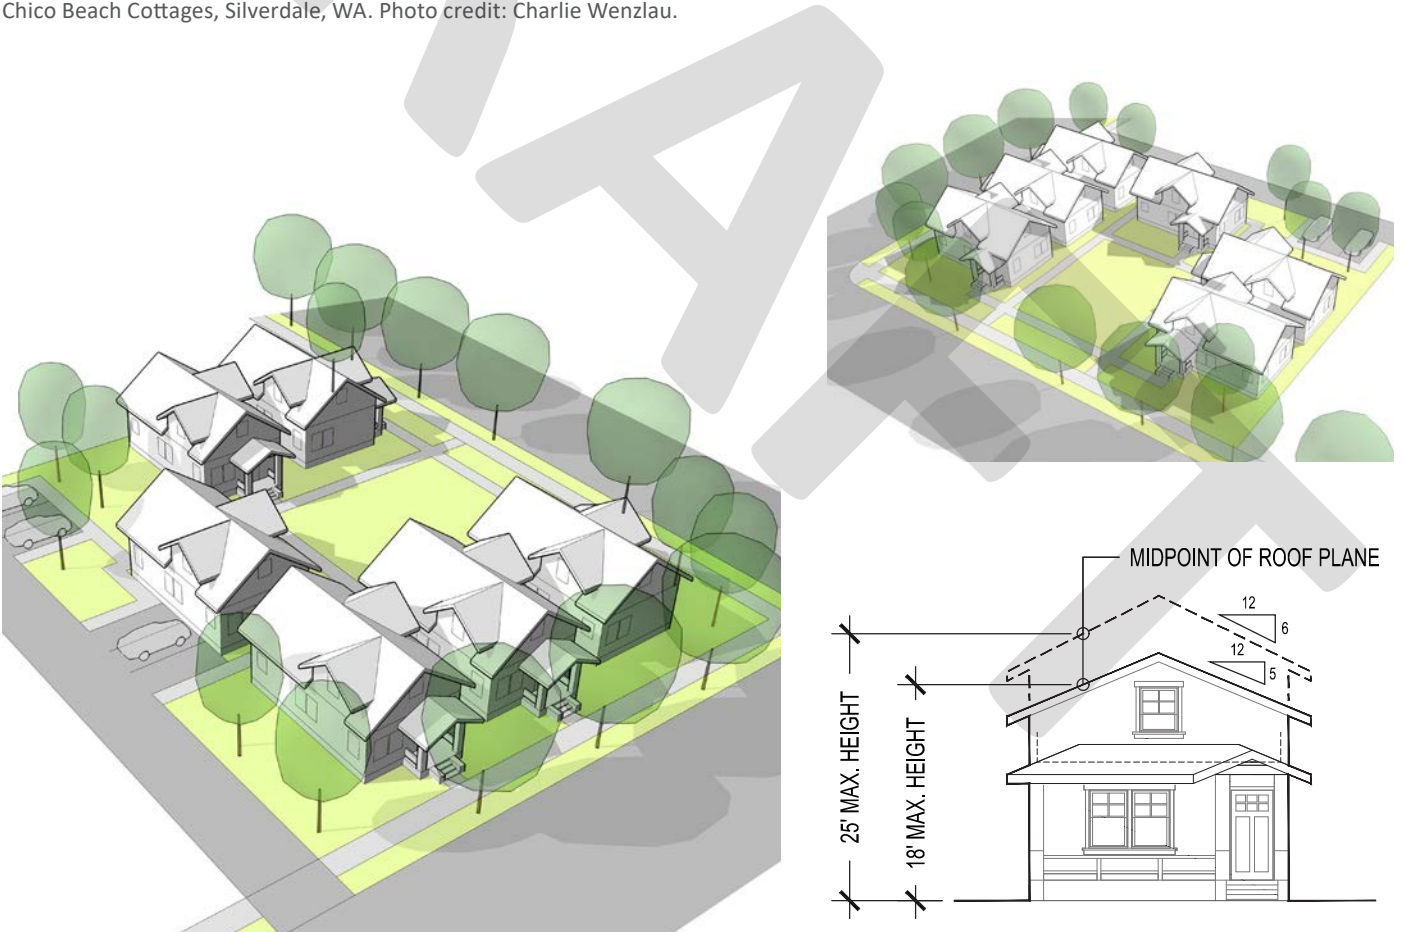 Chico Beach Cottages, Silverdale, WA. Photo credit: Charlie Wenzlau.
MIDPOINT OF ROOF PLANE
12
6
12
5
25' MAX. HEIGHT
18' MAX. HEIGHT